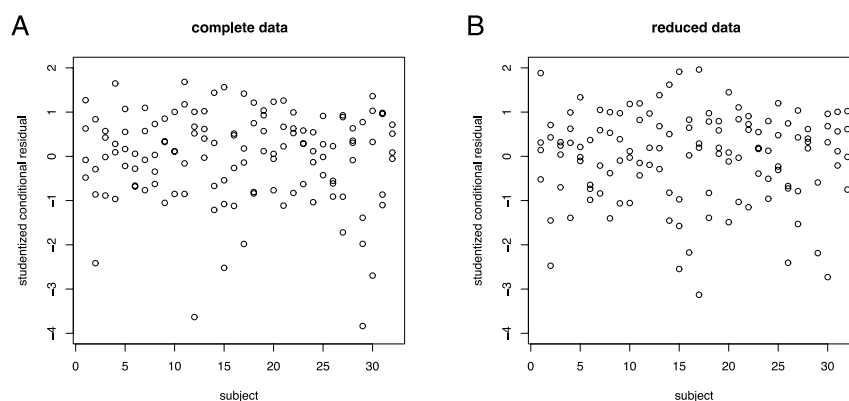 A
complete data
studentized conditional residual
2
1
0
−1
−2
−3
−4
0 5 10 15 20 25 30
subject
B
reduced data
studentized conditional residual
2
1
0
−1
−2
−3
−4
0 5 10 15 20 25 30
subject